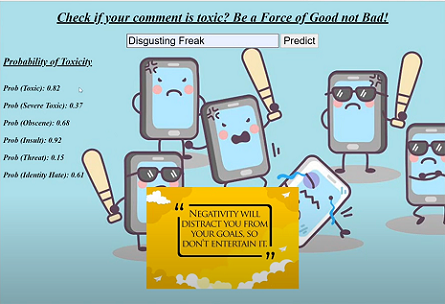 Check if your comment is toxic? Be a Force of Good not Bad!
Disgusting Freak Predict
Probability of Toxicity
Prob (Toxic): 0.82
Prob (Severe Toxic): 0.37
Prob (Obscene): 0.68
Prob (Insult): 0.92
Prob (Threat): 0.15
Prob (Identity Hate): 0.61
“ NEGATIVITY WILL
DISTRACT YOU FROM
YOUR GOALS, SO
DON'T ENTERTAIN IT. ”